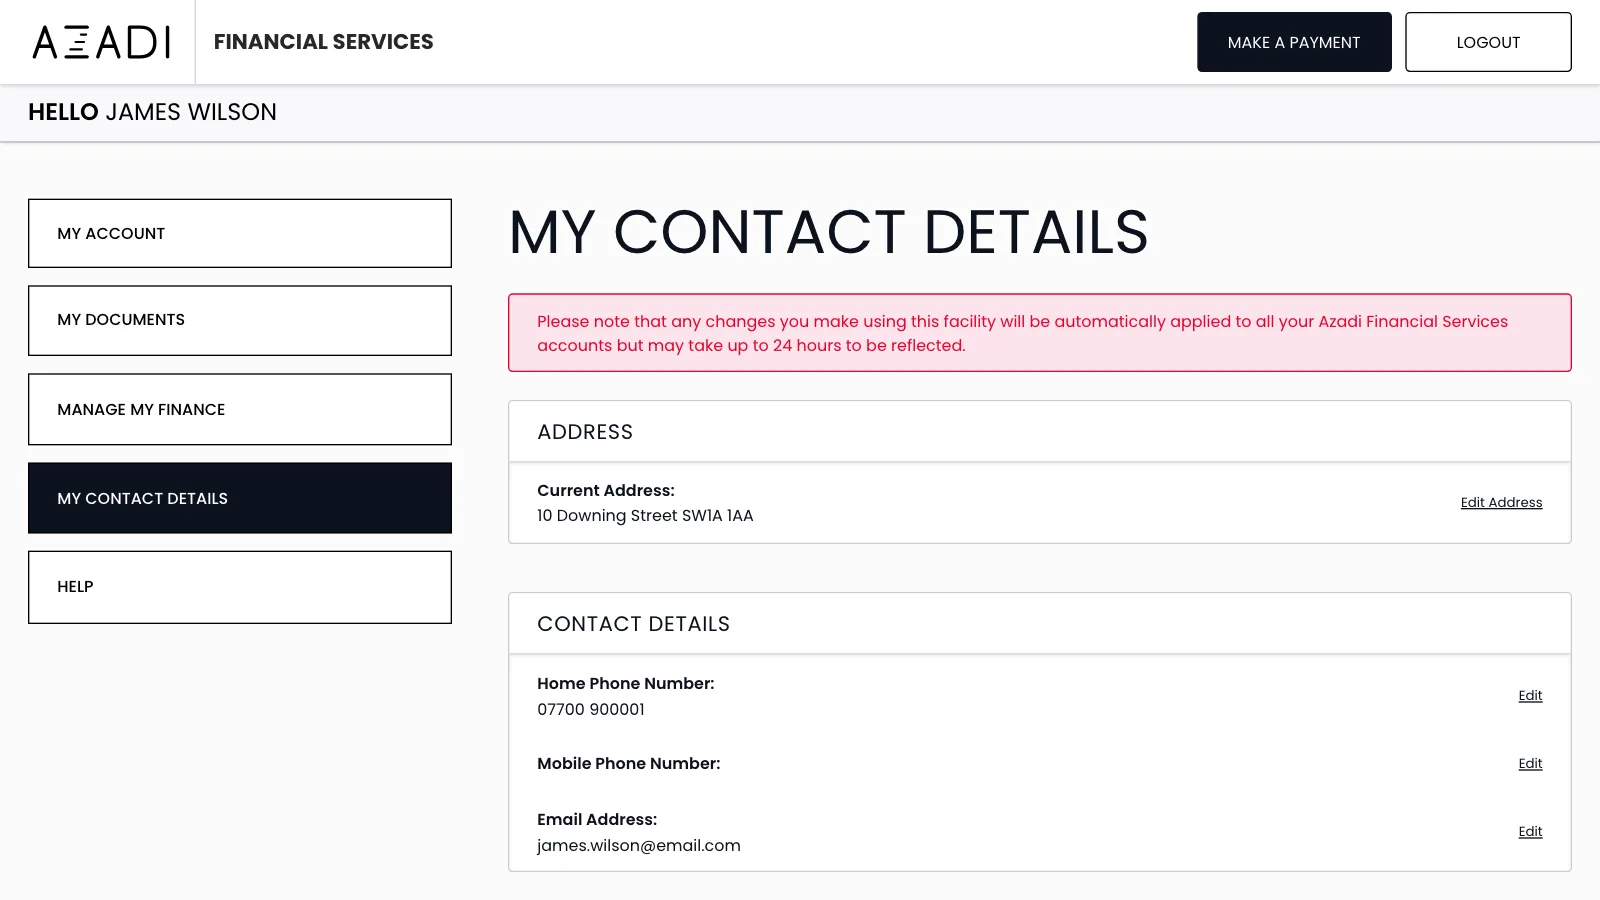 AZADI
FINANCIAL SERVICES
MAKE A PAYMENT
LOGOUT
HELLO JAMES WILSON
MY ACCOUNT
MY DOCUMENTS
MANAGE MY FINANCE
MY CONTACT DETAILS
HELP
MY CONTACT DETAILS
Please note that any changes you make using this facility will be automatically applied to all your Azadi Financial Services
accounts but may take up to 24 hours to be reflected.
ADDRESS
Current Address:
10 Downing Street SW1A 1AA
Edit Address
CONTACT DETAILS
Home Phone Number:
07700 900001
Edit
Mobile Phone Number:
Edit
Email Address:
james.wilson@email.com
Edit